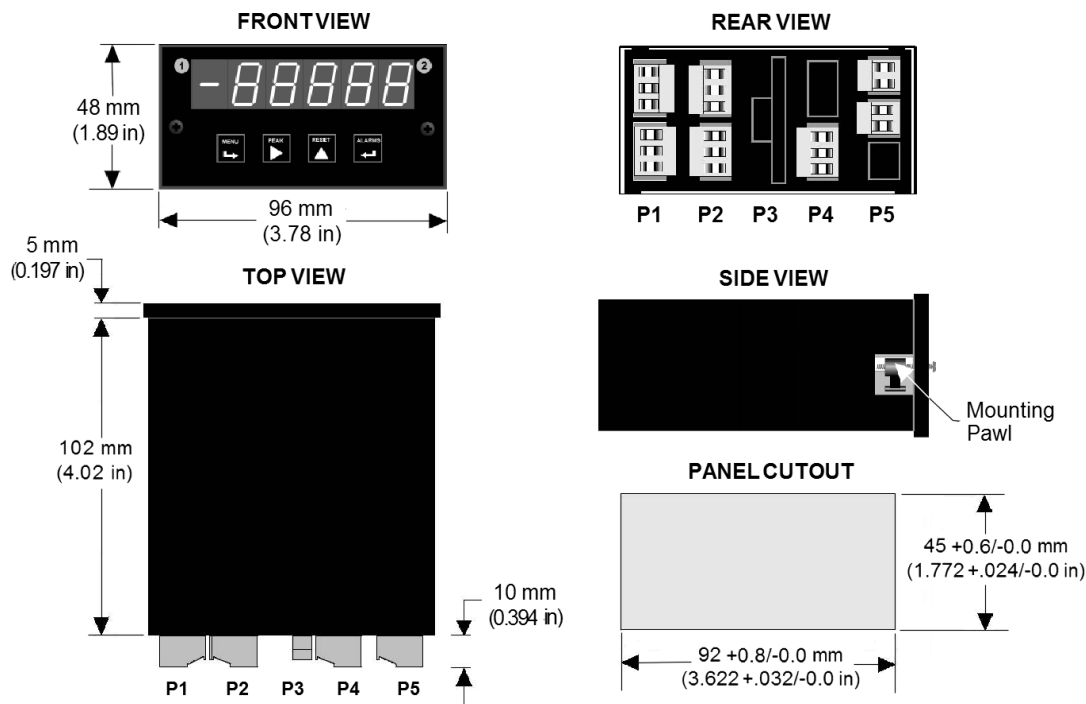 FRONT VIEW
1
2
-88888
48 mm
(1.89 in)
MENU
PEAK
RESET
ALARMS
96 mm
(3.78 in)
REAR VIEW
P1 P2 P3 P4 P5
5 mm
(0.197 in)
TOP VIEW
102 mm
(4.02 in)
10 mm
(0.394 in)
P1 P2 P3 P4 P5
SIDE VIEW
Mounting
Pawl
PANEL CUTOUT
45 +0.6/-0.0 mm
(1.772 +.024/-0.0 in)
92 +0.8/-0.0 mm
(3.622 +.032/-0.0 in)